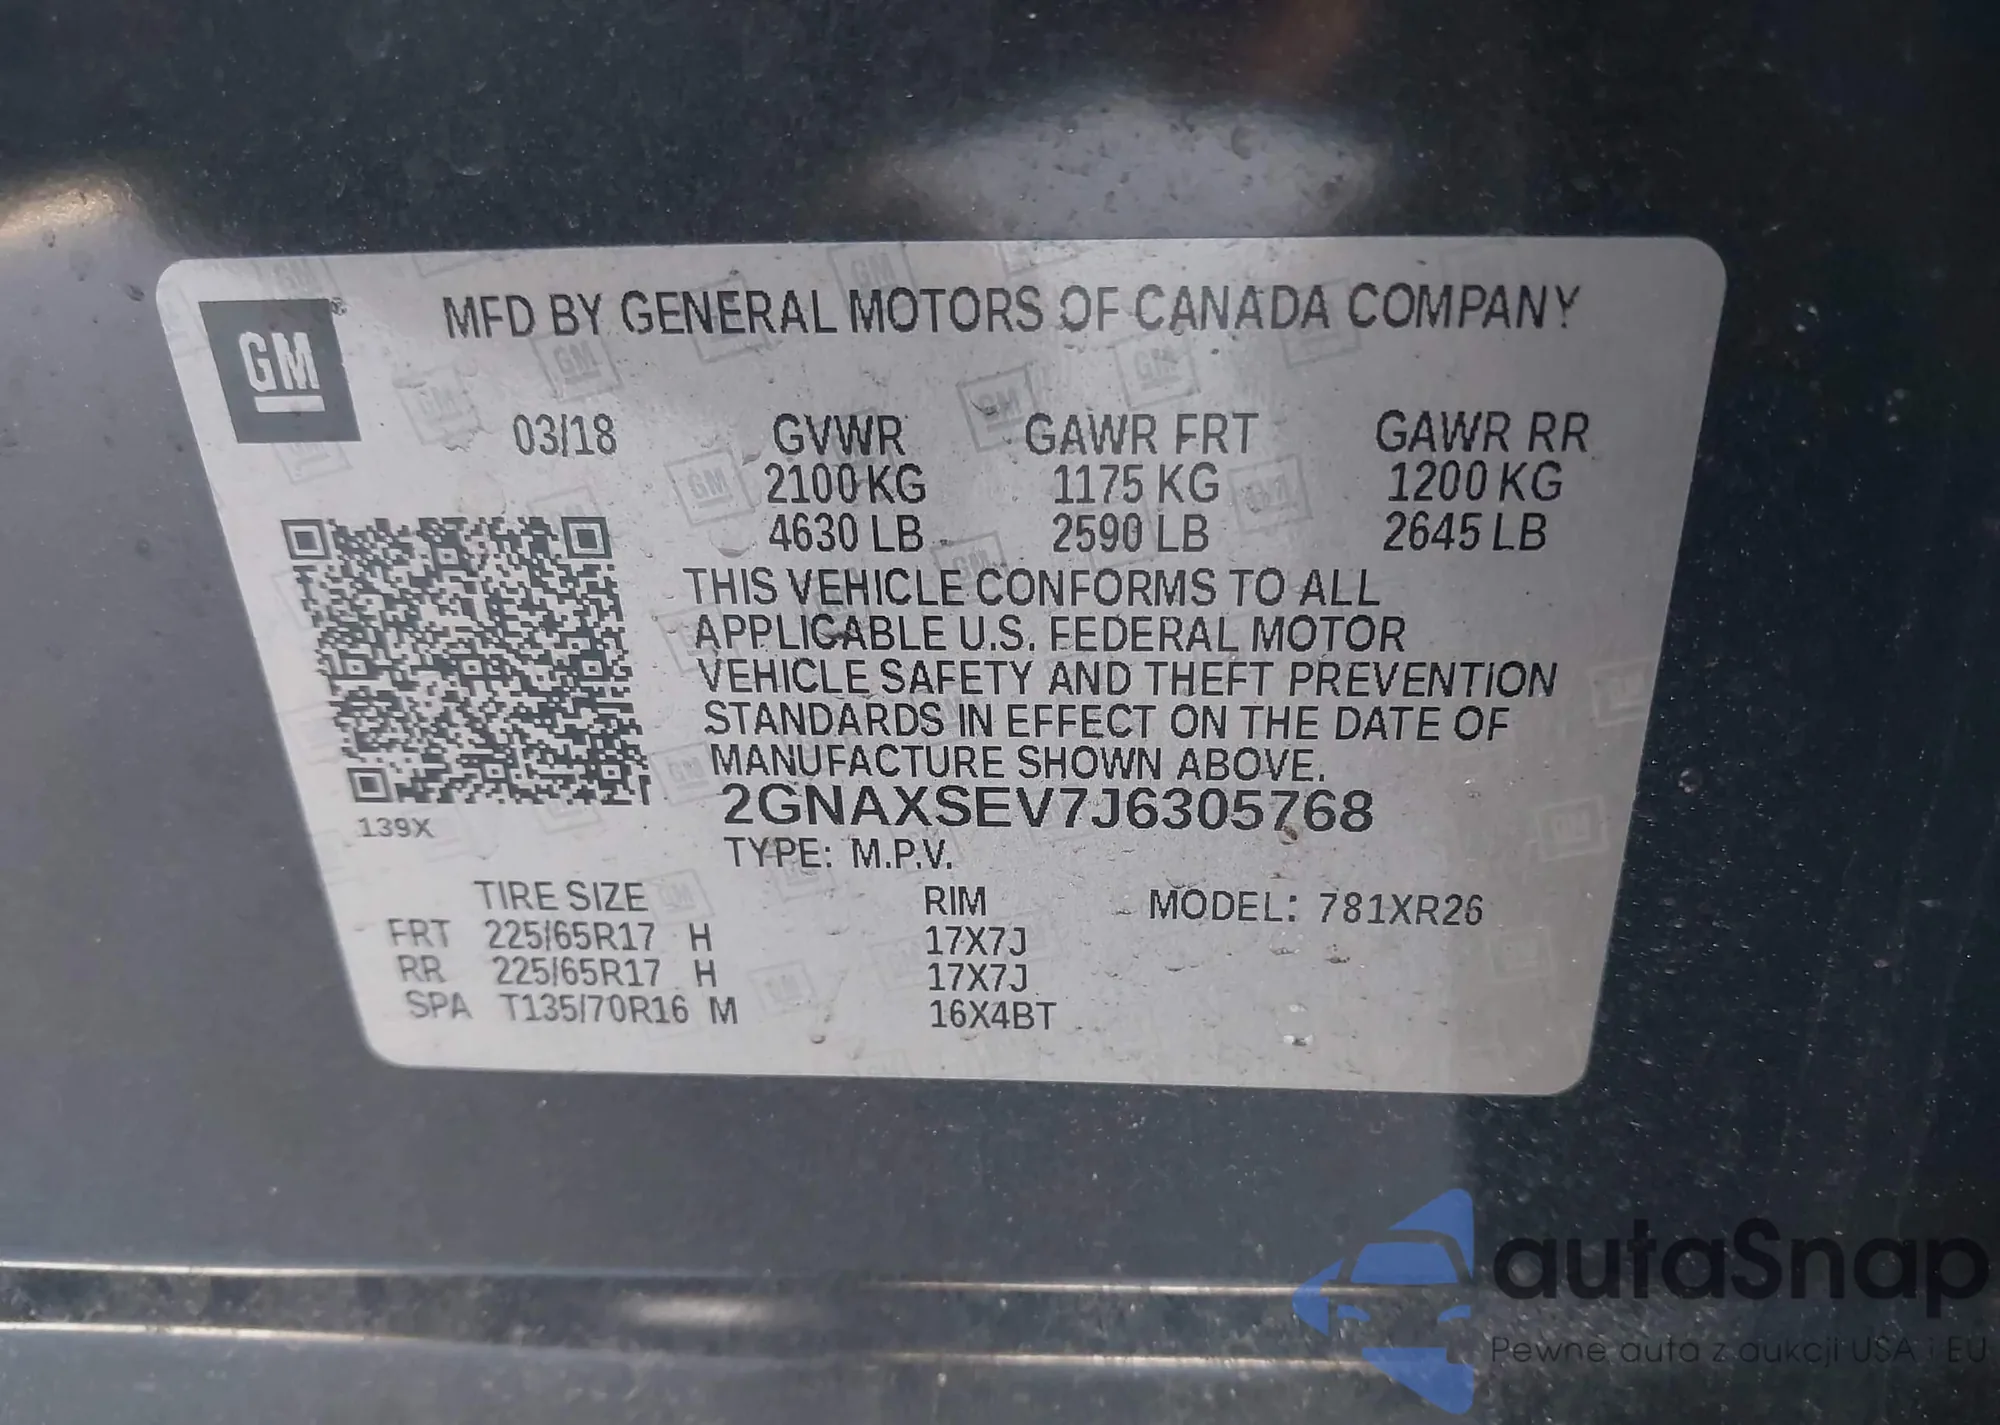 GM
MFD BY GENERAL MOTORS OF CANADA COMPANY
03/18 GVWR GAWR FRT GAWR RR
2100 KG 1175 KG 1200 KG
4630 LB 2590 LB 2645 LB
THIS VEHICLE CONFORMS TO ALL
APPLICABLE U.S. FEDERAL MOTOR
VEHICLE SAFETY AND THEFT PREVENTION
STANDARDS IN EFFECT ON THE DATE OF
MANUFACTURE SHOWN ABOVE.
2GNAXSEV7J6305768
139X
TYPE: M.P.V.
TIRE SIZE RIM MODEL: 781XR26
FRT 225/65R17 H 17X7J
RR 225/65R17 H 17X7J
SPA T135/70R16 M 16X4BT
autaSnap
Pewne auta z aukcji USA i EU